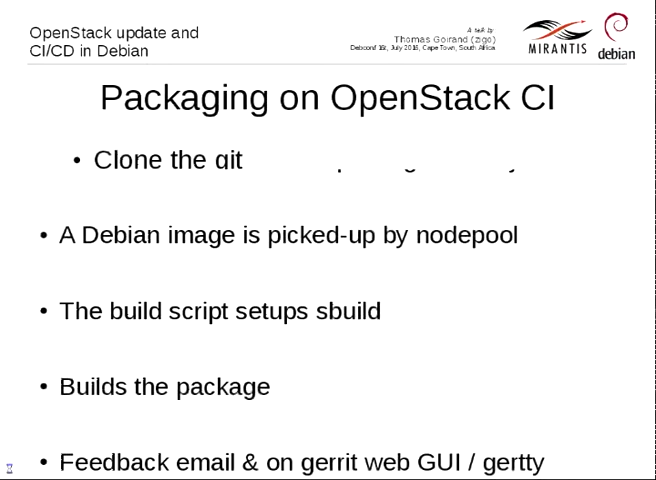 OpenStack update and
CI/CD in Debian
A talk by
Thomas Goirand (zigo)
Debconf 16, July 2016, Cape Town, South Africa
MIRANTIS
debian
Packaging on OpenStack CI
• Clone the git
• A Debian image is picked-up by nodepool
• The build script setups sbuild
• Builds the package
• Feedback email & on gerrit web GUI / gertty